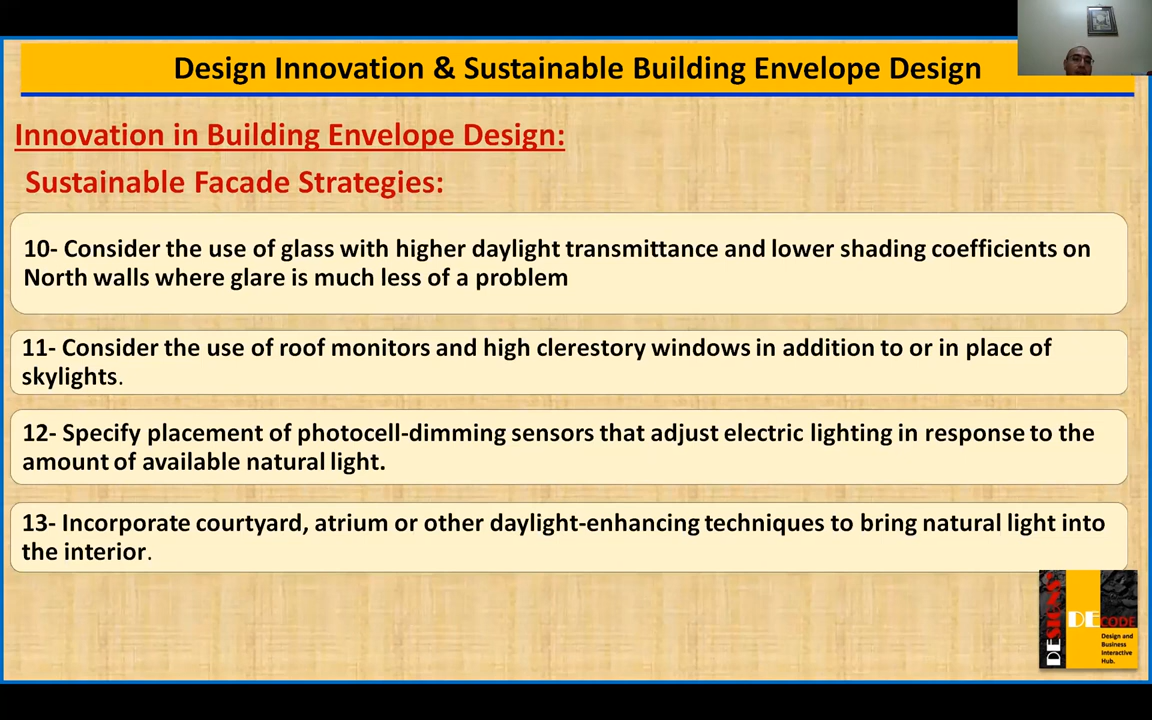 Design Innovation & Sustainable Building Envelope Design
Innovation in Building Envelope Design:
Sustainable Facade Strategies:
10- Consider the use of glass with higher daylight transmittance and lower shading coefficients on
North walls where glare is much less of a problem
11- Consider the use of roof monitors and high clerestory windows in addition to or in place of
skylights.
12- Specify placement of photocell-dimming sensors that adjust electric lighting in response to the
amount of available natural light.
13- Incorporate courtyard, atrium or other daylight-enhancing techniques to bring natural light into
the interior.
DESIGNS
DECODE
Design and
Business
Interactive
Hub.